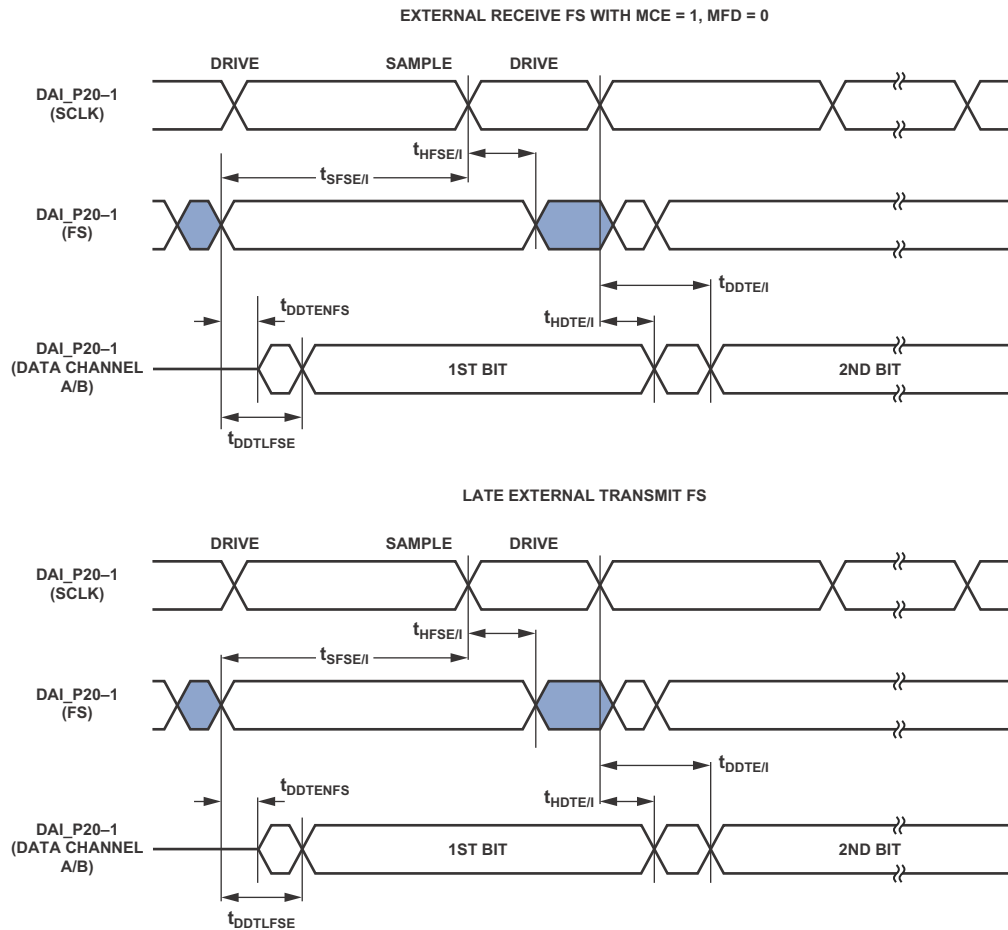 EXTERNAL RECEIVE FS WITH MCE = 1, MFD = 0
DRIVE SAMPLE DRIVE
DAI_P20–1
(SCLK)
tHFSE/I
tSFSE/I
DAI_P20–1
(FS)
tDDTE/I
tDDTENFS
tHDTE/I
DAI_P20–1
(DATA CHANNEL
A/B)
1ST BIT 2ND BIT
tDDTLFSE
LATE EXTERNAL TRANSMIT FS
DRIVE SAMPLE DRIVE
DAI_P20–1
(SCLK)
tHFSE/I
tSFSE/I
DAI_P20–1
(FS)
tDDTE/I
tDDTENFS
tHDTE/I
DAI_P20–1
(DATA CHANNEL
A/B)
1ST BIT 2ND BIT
tDDTLFSE